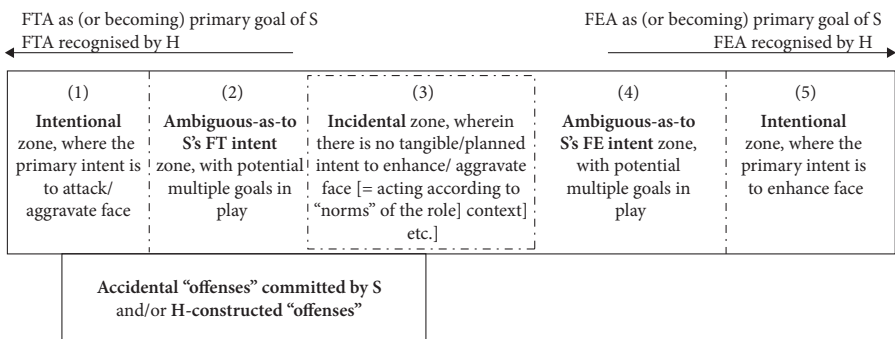 FTA as (or becoming) primary goal of S
FTA recognised by H
FEA as (or becoming) primary goal of S
FEA recognised by H
(1)
Intentional
zone, where the
primary intent is
to attack/
aggravate face
(2)
Ambiguous-as-to
S's FT intent
zone, with potential
multiple goals in
play
(3)
Incidental zone, wherein
there is no tangible/planned
intent to enhance/ aggravate
face [= acting according to
“norms” of the role] context]
etc.]
(4)
Ambiguous-as-to
S's FE intent zone,
with potential
multiple goals in
play
(5)
Intentional
zone, where the
primary intent is
to enhance face
Accidental “offenses” committed by S
and/or H-constructed “offenses”